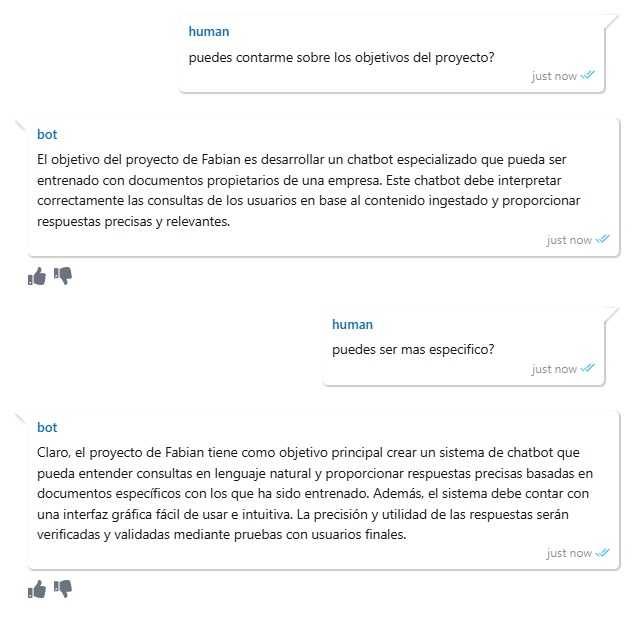 human
puedes contarme sobre los objetivos del proyecto?
just now
bot
El objetivo del proyecto de Fabian es desarrollar un chatbot especializado que pueda ser
entrenado con documentos propietarios de una empresa. Este chatbot debe interpretar
correctamente las consultas de los usuarios en base al contenido ingestado y proporcionar
respuestas precisas y relevantes.
just now
human
puedes ser mas especifico?
just now
bot
Claro, el proyecto de Fabian tiene como objetivo principal crear un sistema de chatbot que
pueda entender consultas en lenguaje natural y proporcionar respuestas precisas basadas en
documentos específicos con los que ha sido entrenado. Además, el sistema debe contar con
una interfaz gráfica fácil de usar e intuitiva. La precisión y utilidad de las respuestas serán
verificadas y validadas mediante pruebas con usuarios finales.
just now